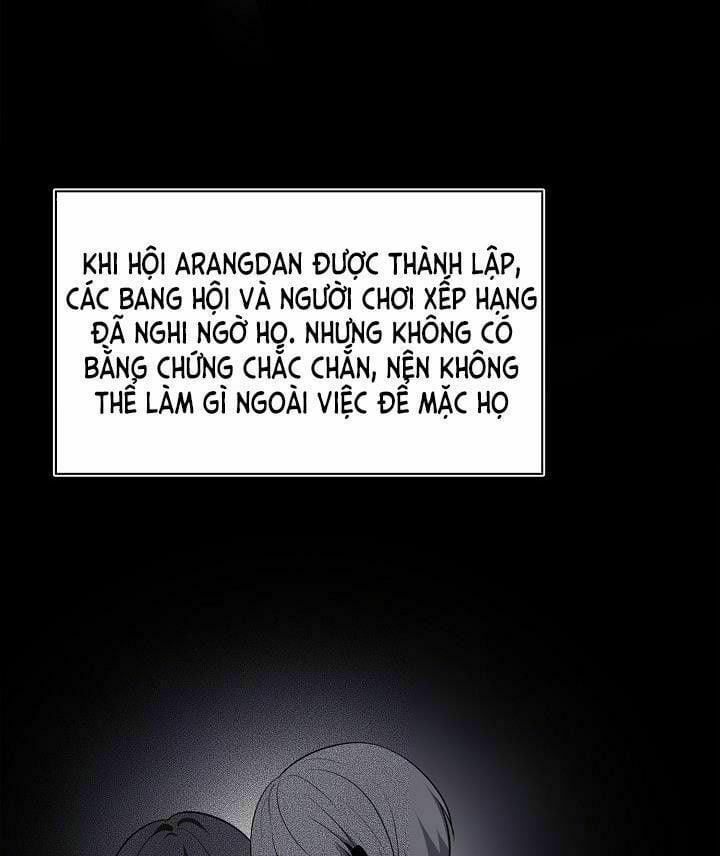 KHI HỘI ARANGDAN ĐƯỢC THÀNH LẬP,
CÁC BANG HỘI VÀ NGƯỜI CHƠI XẾP HẠNG
ĐÃ NGHI NGỜ HỌ. NHƯNG KHÔNG CÓ
BẰNG CHỨNG CHẮC CHẮN, NÊN KHÔNG
THỂ LÀM GÌ NGOÀI VIỆC ĐỂ MẶC HỌ